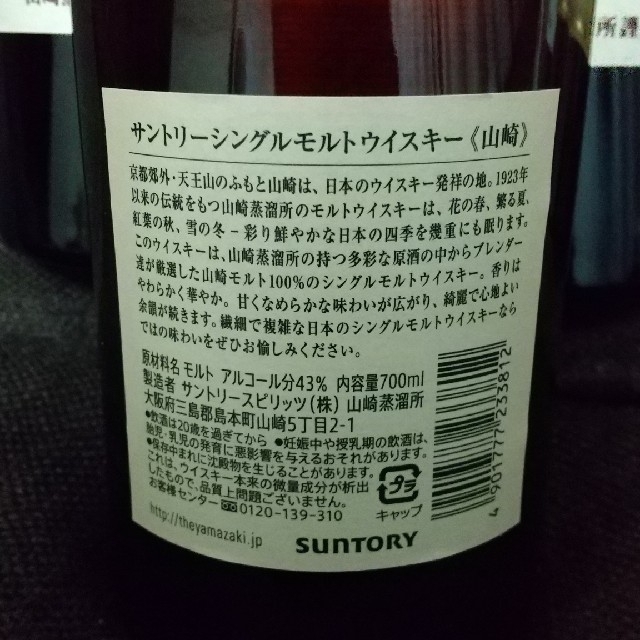 サントリーシングルモルトウイスキー《山崎》
京都郊外・天王山のふもと山崎は、日本のウイスキー発祥の地。1923年
以来の伝統をもつ山崎蒸溜所のモルトウイスキーは、花の春、繁る夏、
紅葉の秋、雪の冬－彩り鮮やかな日本の四季を幾重にも眠ります。
このウイスキーは、山崎蒸溜所の持つ多彩な原酒の中からブレンダー
達が厳選した山崎モルト100%のシングルモルトウイスキー。香りは
やわらかく華やか。甘くなめらかな味わいが広がり、綺麗で心地よい
余韻が続きます。繊細で複雑な日本のシングルモルトウイスキーなら
ではの味わいをぜひお愉しみください。
原材料名 モルト アルコール分43% 内容量700ml
製造者 サントリースピリッツ(株) 山崎蒸溜所
大阪府三島郡島本町山崎5丁目2-1
●飲酒は20歳を過ぎてから ●妊娠中や授乳期の飲酒は、
胎児・乳児の発育に悪影響を与えるおそれがあります。
●保存中まれに沈殿物を生じることがあります。
これは、ウイスキー本来の微量成分が析出
したもので、品質上問題ございません。
お客様センター 0120-139-310
http://theyamazaki.jp
SUNTORY
プラ
キャップ
4 901777 233812
所謹